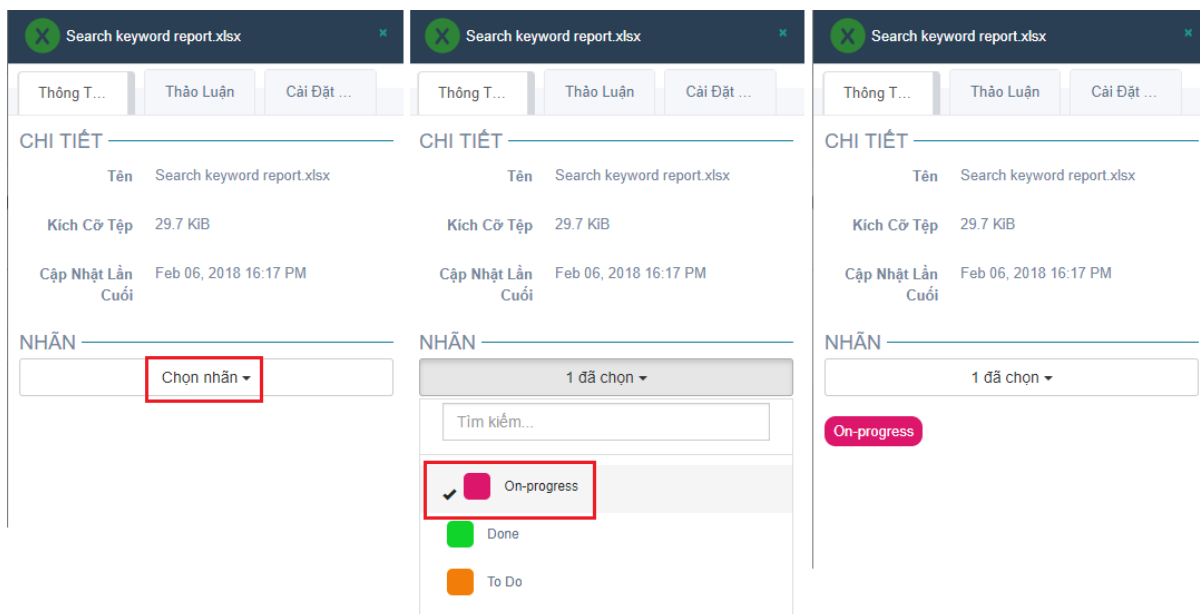 X Search keyword report.xlsx ×
Thông T... Thảo Luận Cài Đặt ...
CHI TIẾT
Tên Search keyword report.xlsx
Kích Cỡ Tệp 29.7 KiB
Cập Nhật Lần Feb 06, 2018 16:17 PM
Cuối
NHÃN
Chọn nhãn
X Search keyword report.xlsx ×
Thông T... Thảo Luận Cài Đặt ...
CHI TIẾT
Tên Search keyword report.xlsx
Kích Cỡ Tệp 29.7 KiB
Cập Nhật Lần Feb 06, 2018 16:17 PM
Cuối
NHÃN
1 đã chọn
Tìm kiếm...
On-progress
Done
To Do
X Search keyword report.xlsx ×
Thông T... Thảo Luận Cài Đặt ...
CHI TIẾT
Tên Search keyword report.xlsx
Kích Cỡ Tệp 29.7 KiB
Cập Nhật Lần Feb 06, 2018 16:17 PM
Cuối
NHÃN
1 đã chọn
On-progress